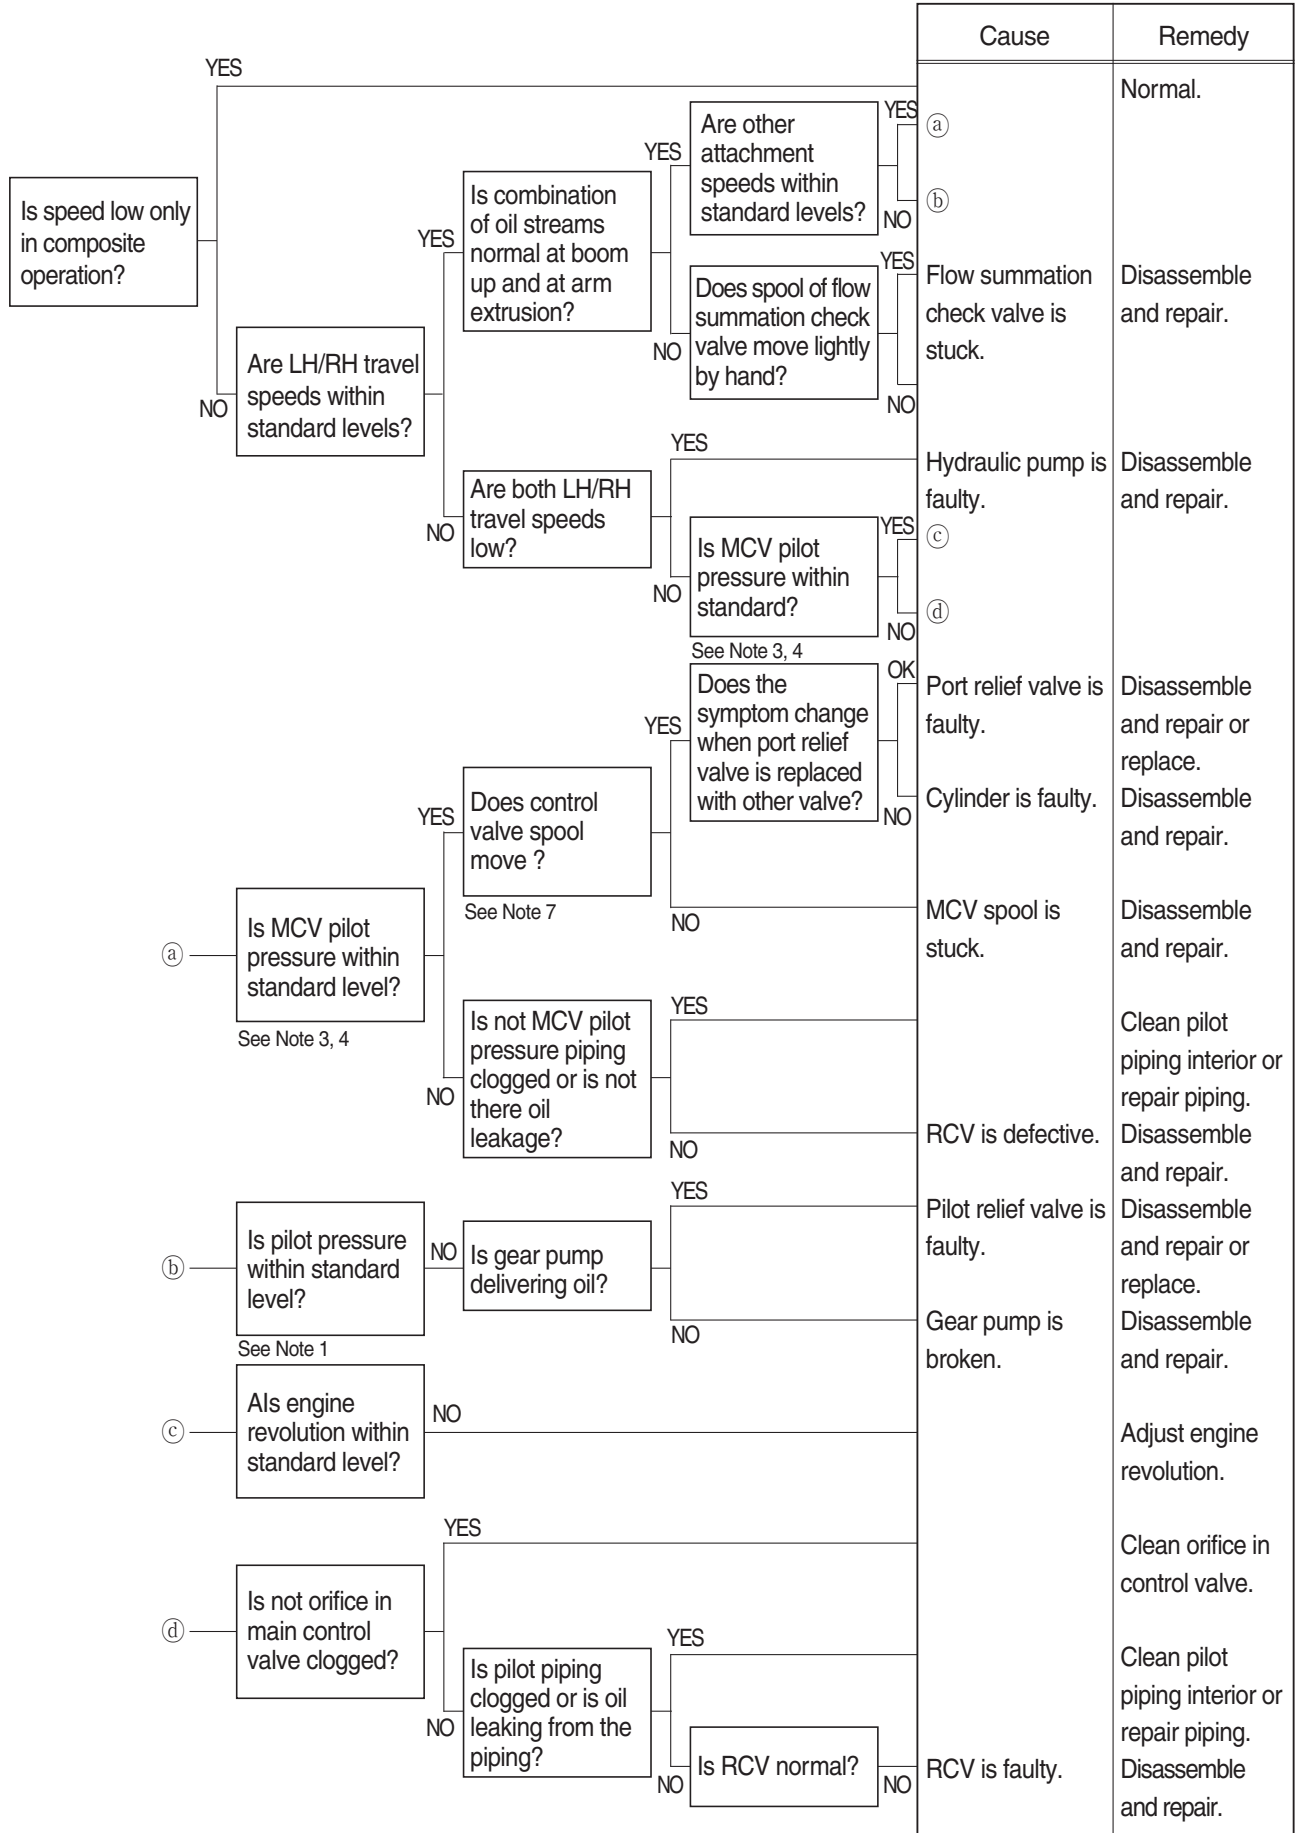 Cause
Remedy
YES
Normal.
Is speed low only
in composite
operation?
NO
Are LH/RH travel
speeds within
standard levels?
YES
Is combination
of oil streams
normal at boom
up and at arm
extrusion?
YES
Are other
attachment
speeds within
standard levels?
YES
ⓐ
NO
ⓑ
NO
Does spool of flow
summation check
valve move lightly
by hand?
YES
NO
Flow summation
check valve is
stuck.
Disassemble
and repair.
NO
Are both LH/RH
travel speeds
low?
YES
Hydraulic pump is
faulty.
Disassemble
and repair.
NO
Is MCV pilot
pressure within
standard?
See Note 3, 4
YES
ⓒ
NO
ⓓ
ⓐ
Is MCV pilot
pressure within
standard level?
See Note 3, 4
YES
Does control
valve spool
move ?
See Note 7
YES
Does the
symptom change
when port relief
valve is replaced
with other valve?
OK
Port relief valve is
faulty.
Disassemble
and repair or
replace.
NO
Cylinder is faulty.
Disassemble
and repair.
NO
MCV spool is
stuck.
Disassemble
and repair.
NO
Is not MCV pilot
pressure piping
clogged or is not
there oil
leakage?
YES
Clean pilot
piping interior or
repair piping.
NO
RCV is defective.
Disassemble
and repair.
ⓑ
Is pilot pressure
within standard
level?
See Note 1
NO
Is gear pump
delivering oil?
YES
Pilot relief valve is
faulty.
Disassemble
and repair or
replace.
NO
Gear pump is
broken.
Disassemble
and repair.
ⓒ
AIs engine
revolution within
standard level?
NO
Adjust engine
revolution.
ⓓ
Is not orifice in
main control
valve clogged?
YES
Clean orifice in
control valve.
NO
Is pilot piping
clogged or is oil
leaking from the
piping?
YES
Clean pilot
piping interior or
repair piping.
NO
Is RCV normal?
NO
RCV is faulty.
Disassemble
and repair.